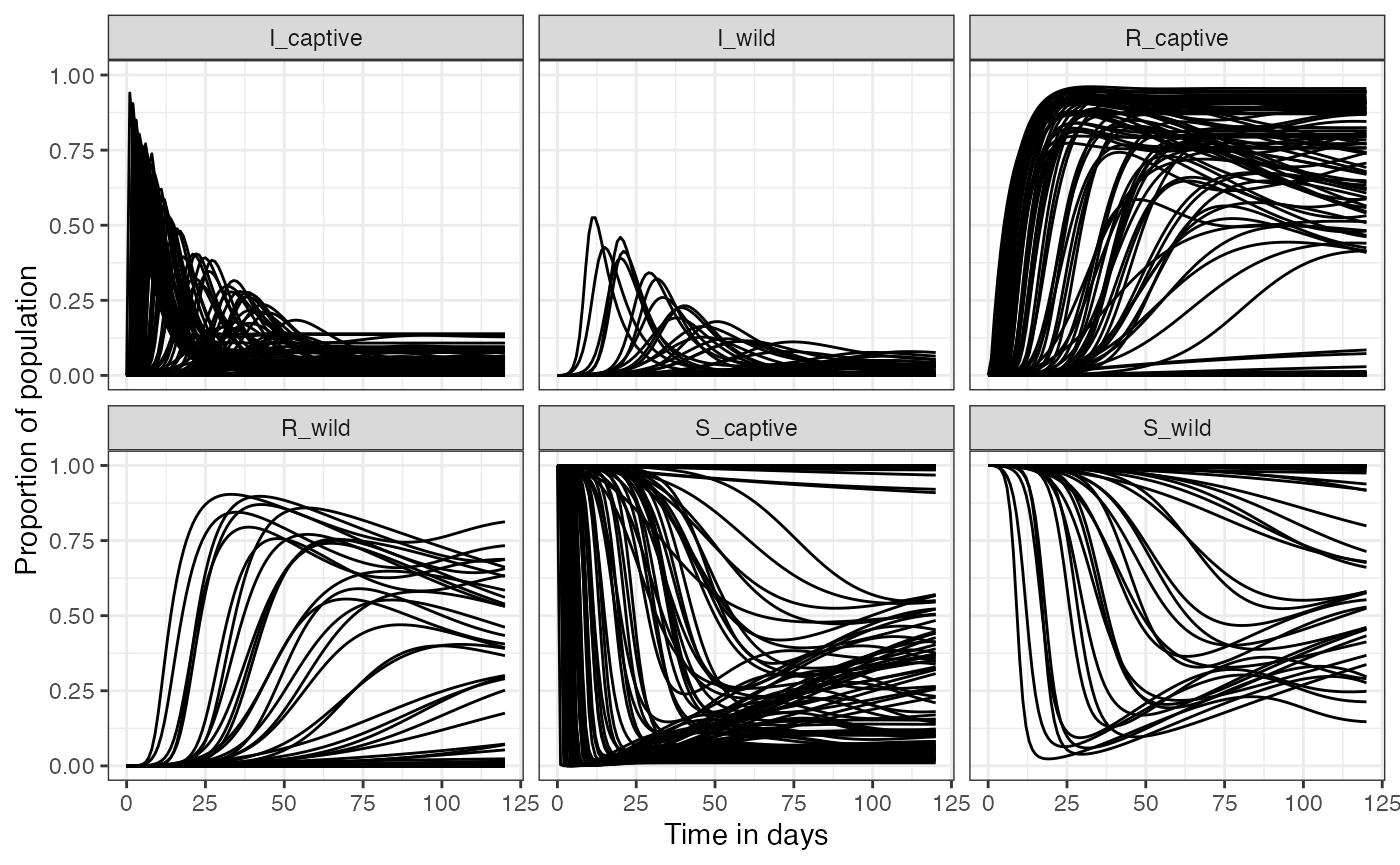 I_captive I_wild R_captive
1.00
0.75
0.50
0.25
0.00
R_wild S_captive S_wild
1.00
0.75
0.50
0.25
0.00
0 25 50 75 100 125 0 25 50 75 100 125 0 25 50 75 100 125
Time in days
Proportion of population